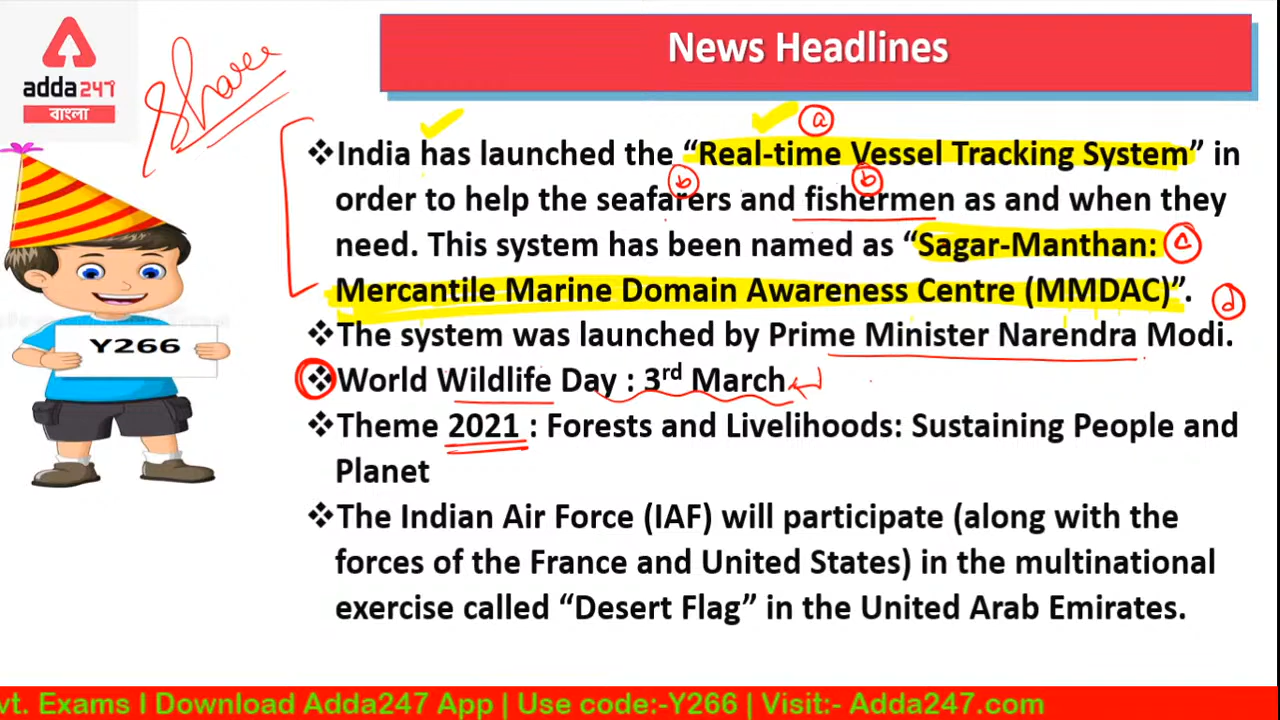 News Headlines
adda247
বাংলা
Share
❖India has launched the “Real-time Vessel Tracking System” in
a
b
b
order to help the seafarers and fishermen as and when they
need. This system has been named as “Sagar-Manthan:
c
Mercantile Marine Domain Awareness Centre (MMDAC)”.
d
❖The system was launched by Prime Minister Narendra Modi.
Y266
❖World Wildlife Day : 3rd March
❖Theme 2021 : Forests and Livelihoods: Sustaining People and
Planet
❖The Indian Air Force (IAF) will participate (along with the
forces of the France and United States) in the multinational
exercise called “Desert Flag” in the United Arab Emirates.
vt. Exams I Download Adda247 App | Use code:-Y266 | Visit:- Adda247.com